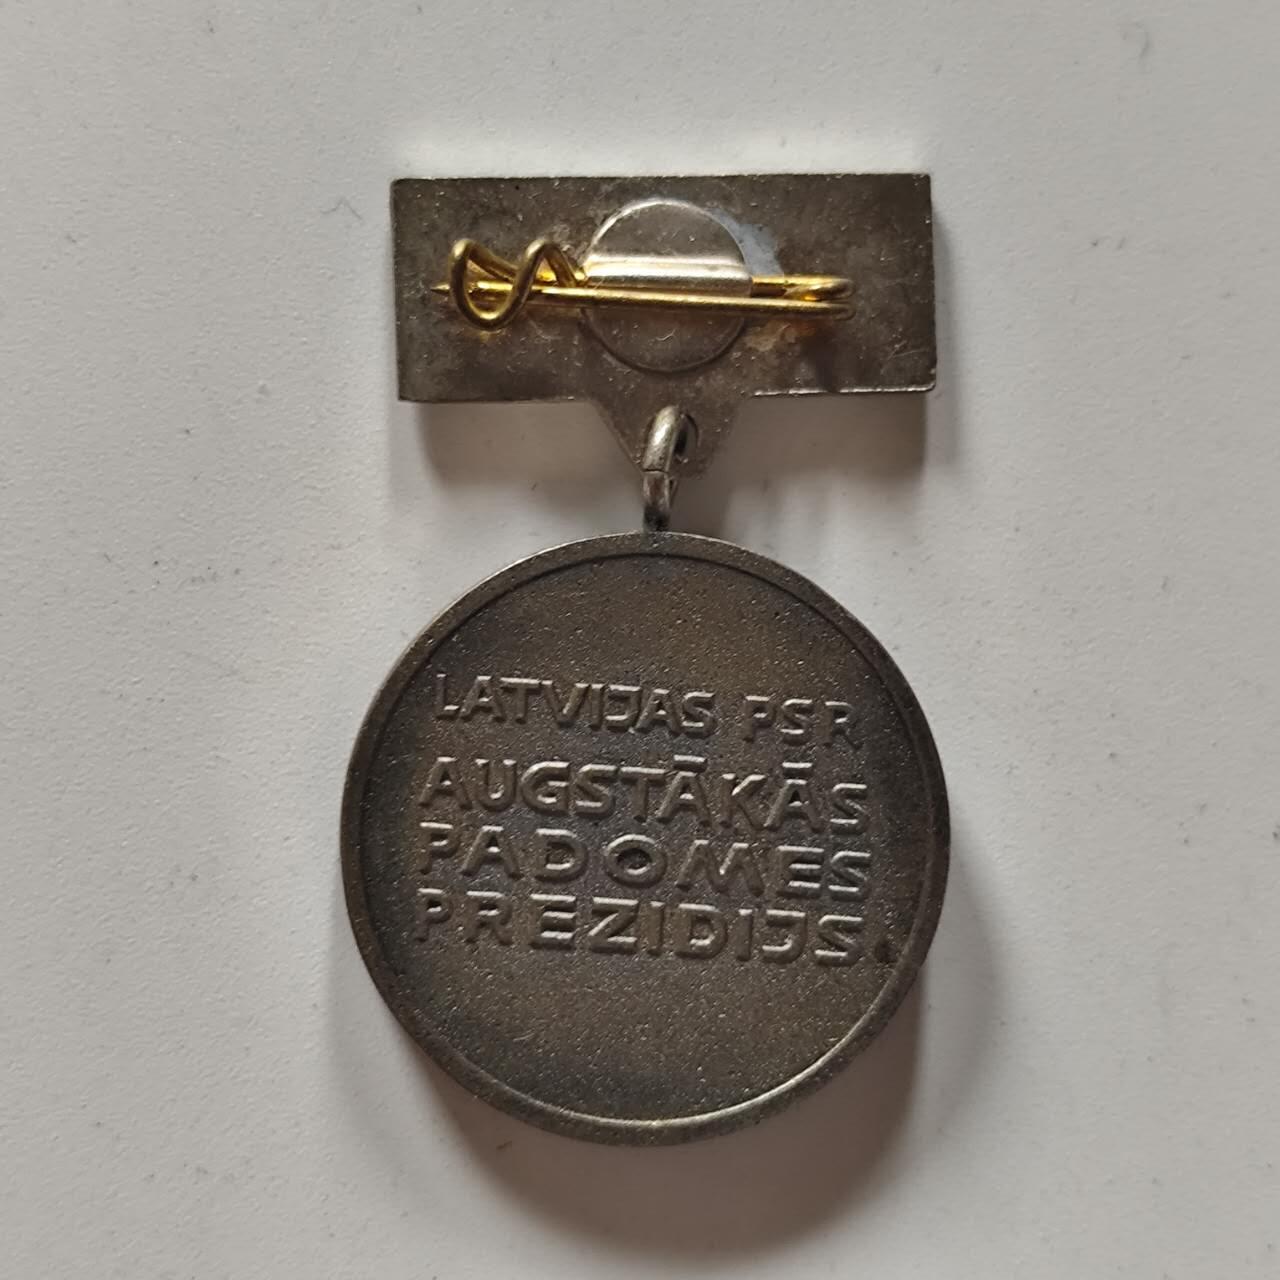 LATVIJAS PSR
AUGSTĀKĀS
PADOMES
PREZIDIJS